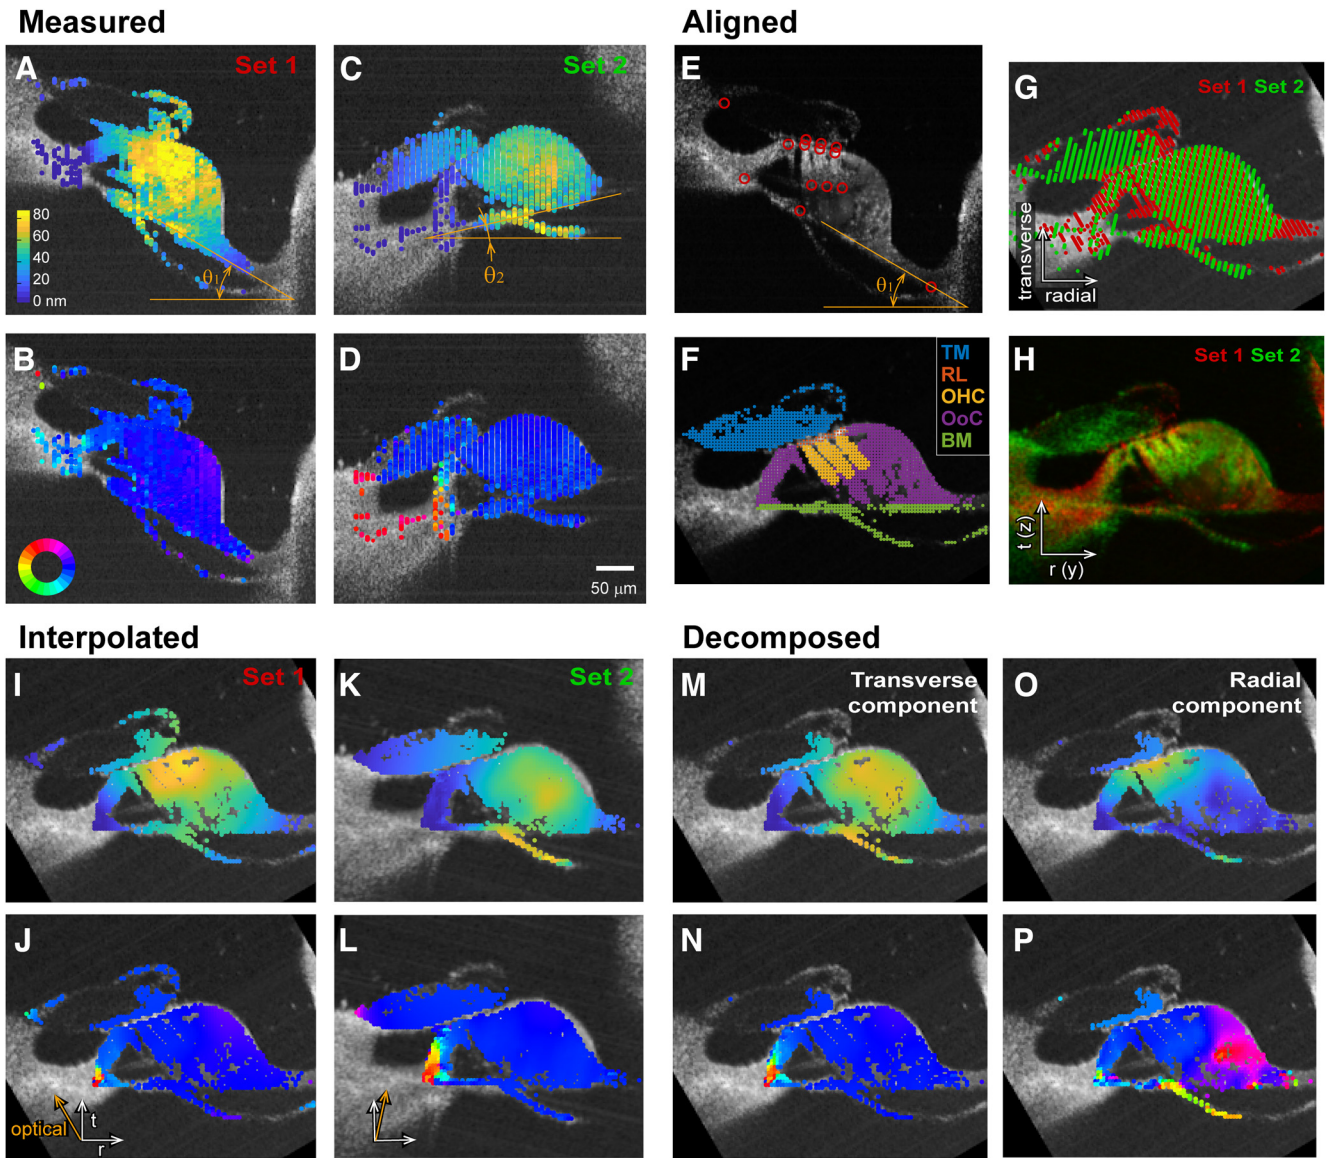 Measured
Aligned
A
Set 1
C
Set 2
E
G
Set 1 Set 2
80
60
40
20
0 nm
θ1
θ2
θ1
transverse
radial
B
D
F
TM
RL
OHC
OoC
BM
H
Set 1 Set 2
50 μm
t (z)
r (y)
Interpolated
Decomposed
I
Set 1
K
Set 2
M
Transverse
component
O
Radial
component
J
L
N
P
optical
t
r